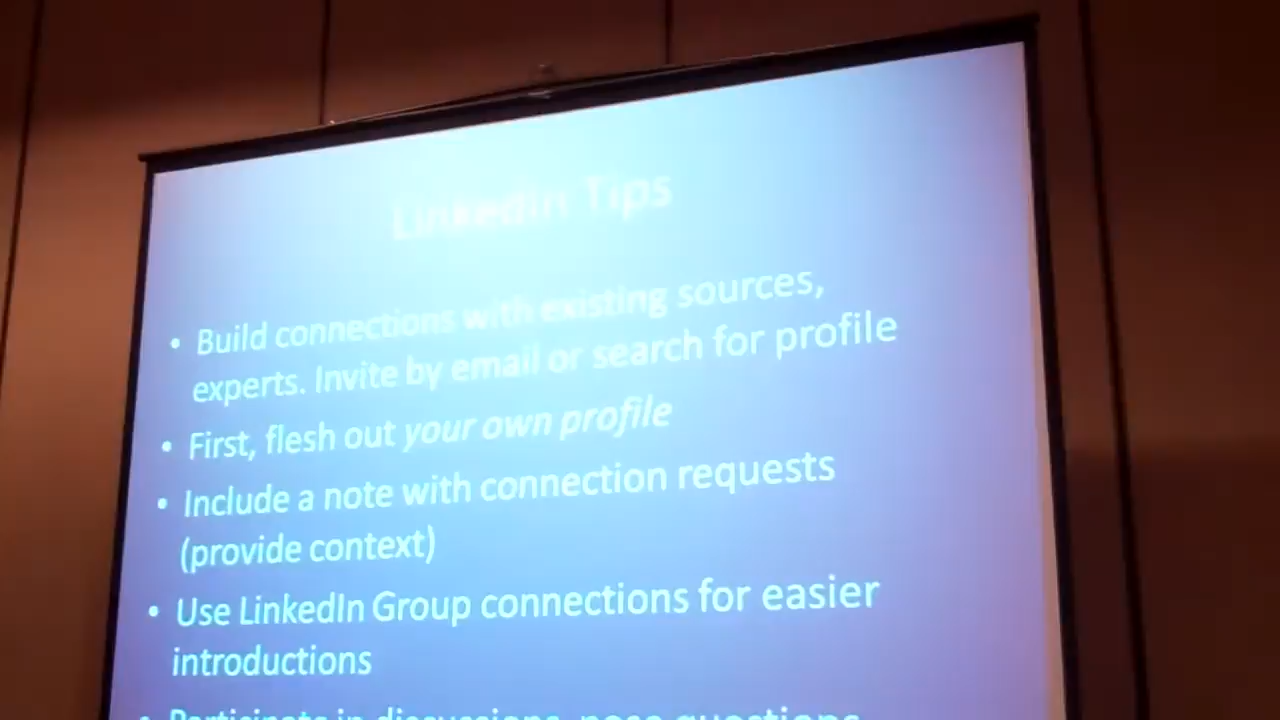 LinkedIn Tips
• Build connections with existing sources,
experts. Invite by email or search for profile
• First, flesh out your own profile
• Include a note with connection requests
(provide context)
• Use LinkedIn Group connections for easier
introductions
• Participate in discussions, pose questions